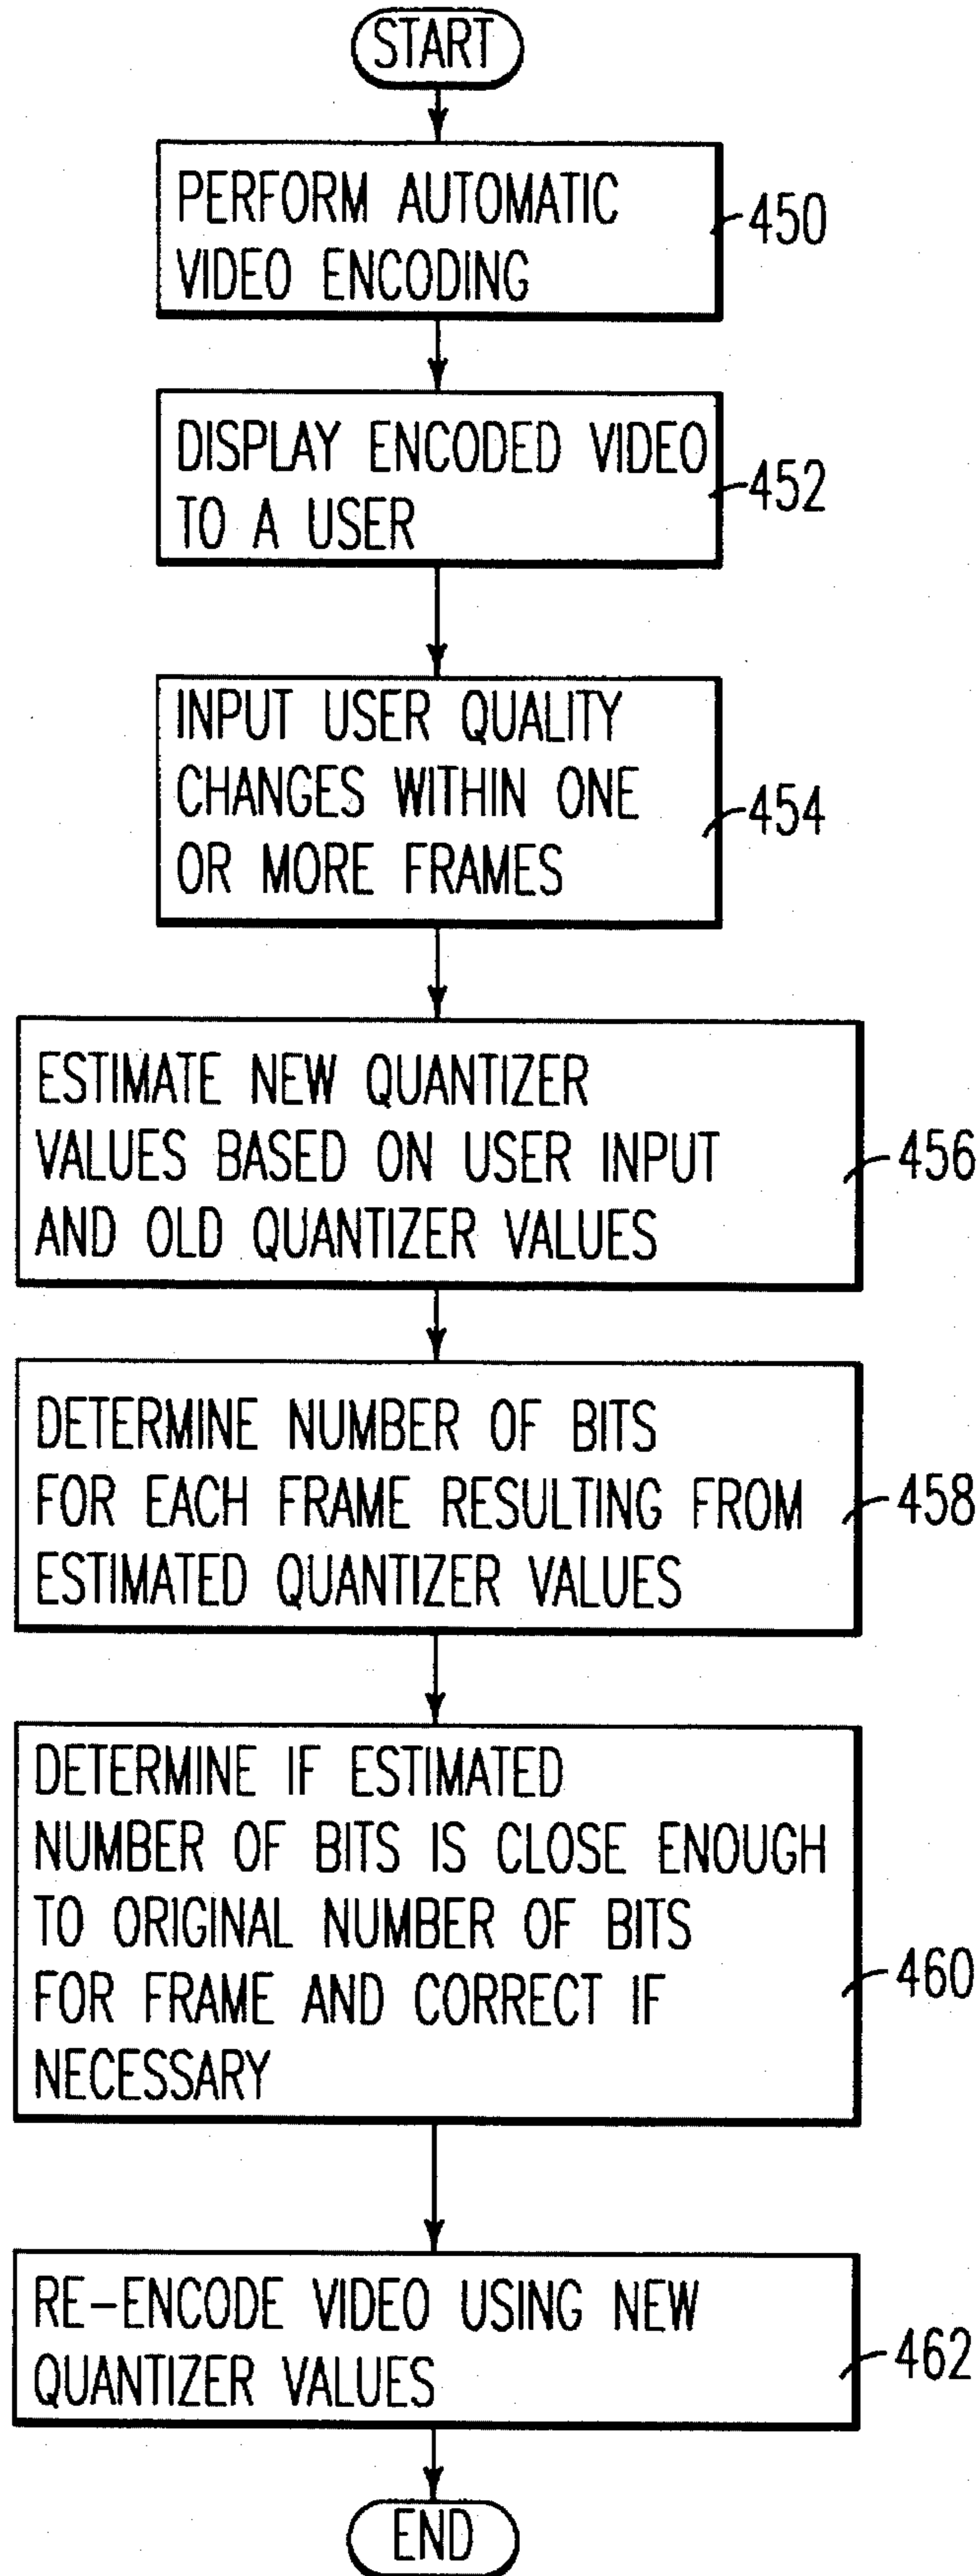 START
PERFORM AUTOMATIC
VIDEO ENCODING
450
DISPLAY ENCODED VIDEO
TO A USER
452
INPUT USER QUALITY
CHANGES WITHIN ONE
OR MORE FRAMES
454
ESTIMATE NEW QUANTIZER
VALUES BASED ON USER INPUT
AND OLD QUANTIZER VALUES
456
DETERMINE NUMBER OF BITS
FOR EACH FRAME RESULTING FROM
ESTIMATED QUANTIZER VALUES
458
DETERMINE IF ESTIMATED
NUMBER OF BITS IS CLOSE ENOUGH
TO ORIGINAL NUMBER OF BITS
FOR FRAME AND CORRECT IF
NECESSARY
460
RE-ENCODE VIDEO USING NEW
QUANTIZER VALUES
462
END